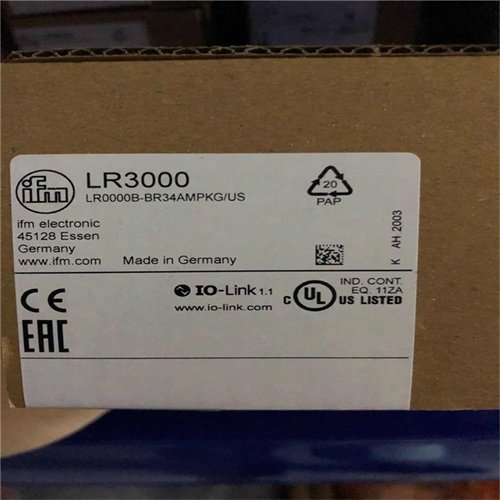 ifm
LR3000
LR0000B-BR34AMPKG/US
ifm electronic
45128 Essen
Germany
www.ifm.com
Made in Germany
20
PAP
K AH 2003
CE
EAC
IO-Link 1.1
www.io-link.com
C UL US LISTED
IND. CONT.
EQ. 11ZA